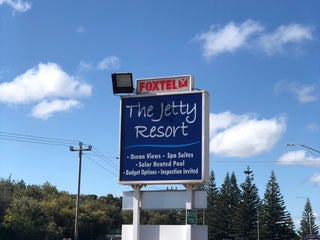 FOXTEL
The Jetty
Resort
• Ocean Views • Spa Suites
• Solar Heated Pool
• Budget Options • Inspection Invited